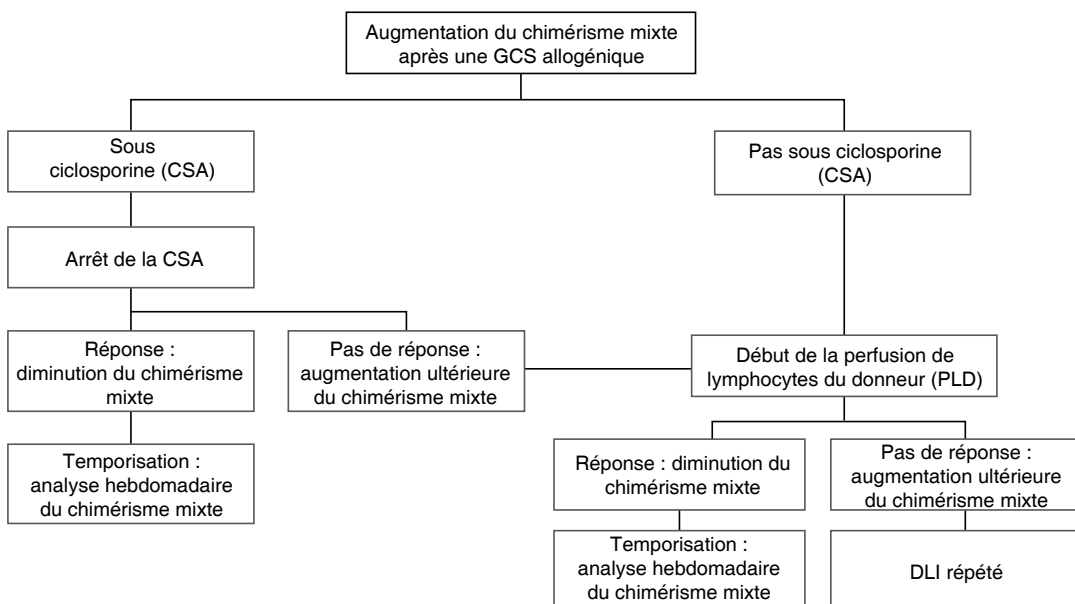 Augmentation du chimérisme mixte
après une GCS allogénique
Sous
ciclosporine (CSA)
Pas sous ciclosporine
(CSA)
Arrêt de la CSA
Réponse :
diminution du chimérisme
mixte
Pas de réponse :
augmentation ultérieure
du chimérisme mixte
Début de la perfusion de
lymphocytes du donneur (PLD)
Temporisation :
analyse hebdomadaire
du chimérisme mixte
Réponse : diminution du
chimérisme mixte
Pas de réponse :
augmentation ultérieure
du chimérisme mixte
Temporisation :
analyse hebdomadaire
du chimérisme mixte
DLI répété